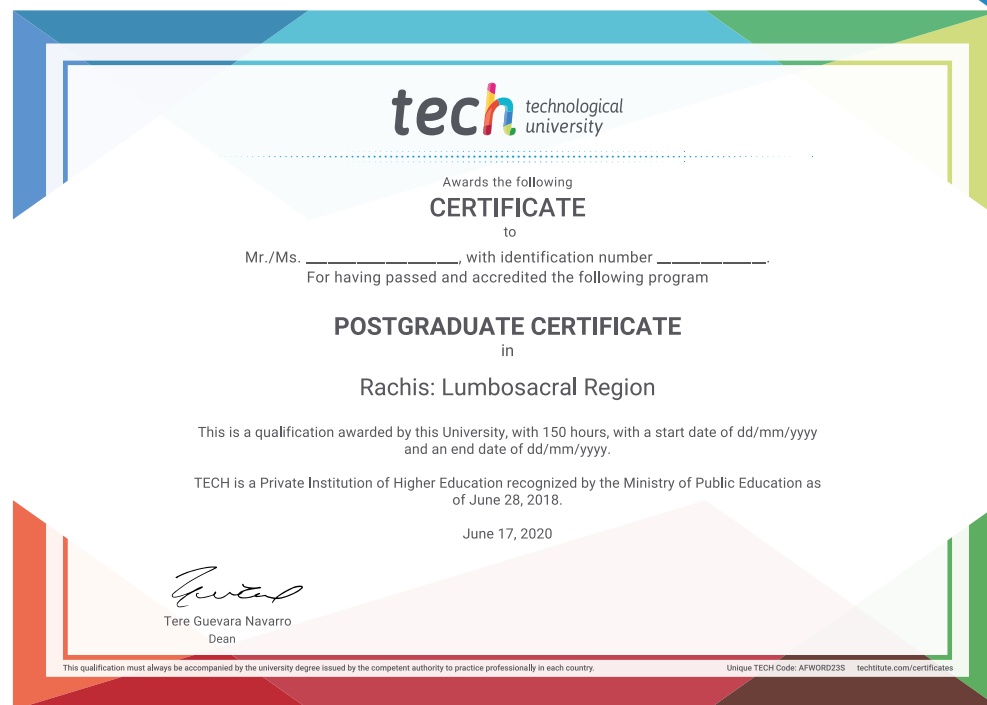 tech technological
university
Awards the following
CERTIFICATE
to
Mr./Ms. _______________, with identification number ___________.
For having passed and accredited the following program
POSTGRADUATE CERTIFICATE
in
Rachis: Lumbosacral Region
This is a qualification awarded by this University, with 150 hours, with a start date of dd/mm/yyyy
and an end date of dd/mm/yyyy.
TECH is a Private Institution of Higher Education recognized by the Ministry of Public Education as
of June 28, 2018.
June 17, 2020
Tere Guevara Navarro
Dean
This qualification must always be accompanied by the university degree issued by the competent authority to practice professionally in each country. Unique TECH Code: AFWORD23S techtitute.com/certificates